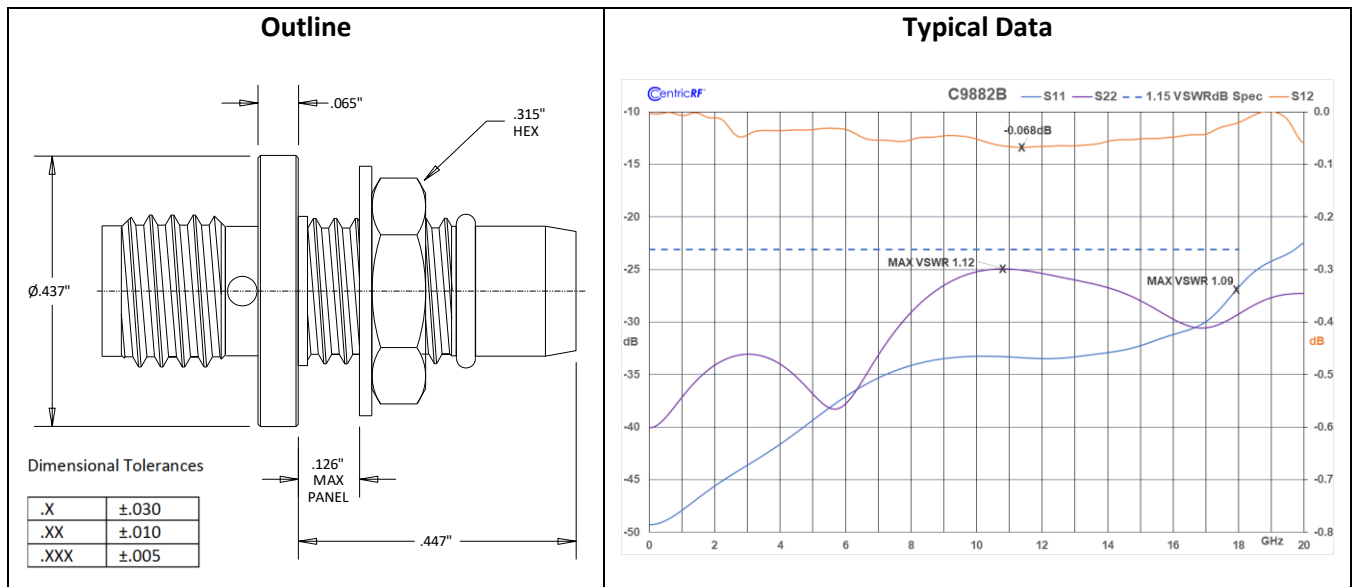 Outline
.065"
.315"
HEX
Ø.437"
.126"
MAX
PANEL
.447"
Dimensional Tolerances
.X ±.030
.XX ±.010
.XXX ±.005
Typical Data
CentricRF
C9882B S11 S22 1.15 VSWRdB Spec S12
-10 0.0
-0.068dB
-15 -0.1
-20 -0.2
MAX VSWR 1.12
-25 -0.3
MAX VSWR 1.09
-30 -0.4
dB dB
-35 -0.5
-40 -0.6
-45 -0.7
-50 -0.8
0 2 4 6 8 10 12 14 16 18 GHz 20